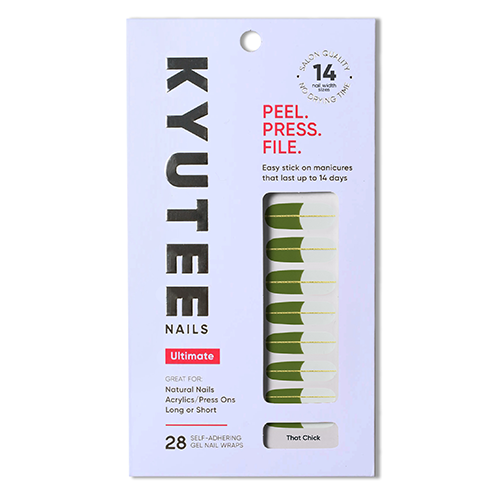 KYUTEE
NAILS
Ultimate
GREAT FOR:
Natural Nails
Acrylics/Press Ons
Long or Short
28 SELF-ADHERING
GEL NAIL WRAPS
SALON QUALITY
14
nail width
sizes
NO DRYING TIME
PEEL.
PRESS.
FILE.
Easy stick on manicures
that last up to 14 days
That Chick